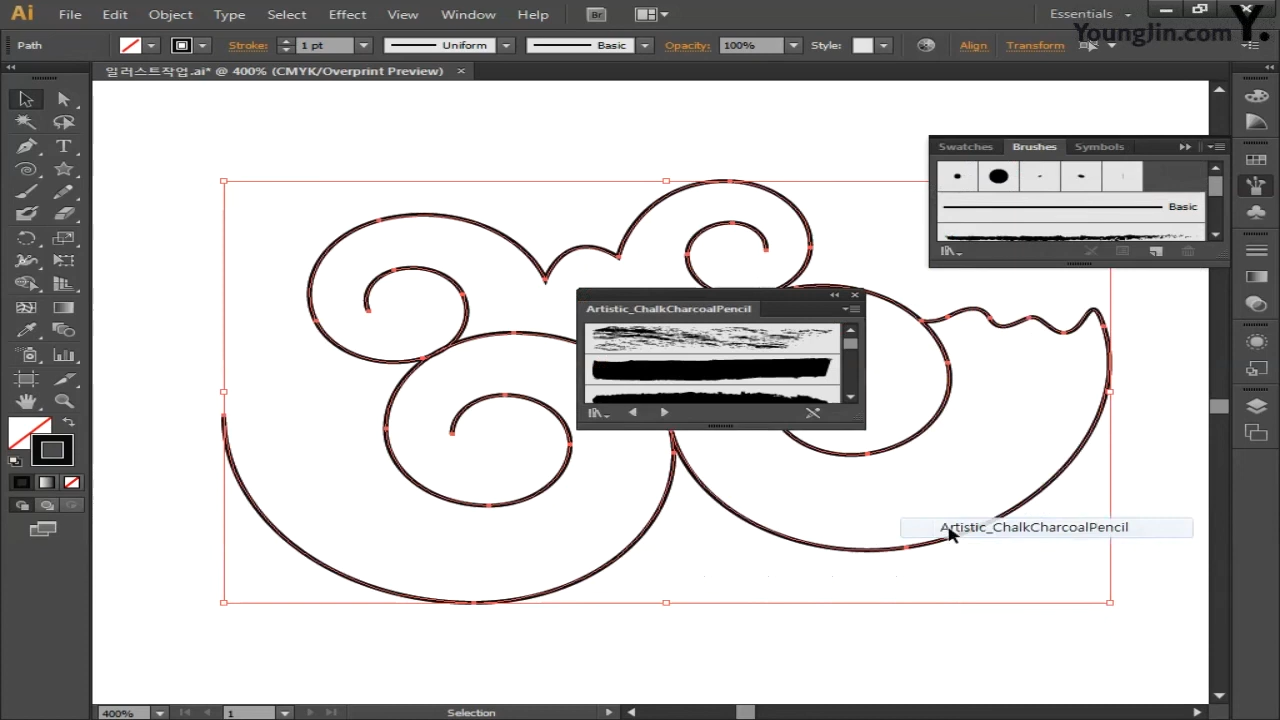 Ai File Edit Object Type Select Effect View Window Help Br Essentials
YoungJin.com Y.
Path Stroke: 1 pt Uniform Basic Opacity: 100% Style: Align Transform
일러스트작업.ai* @ 400% (CMYK/Overprint Preview) ×
Swatches Brushes Symbols
Basic
Artistic_ChalkCharcoalPencil
Artistic_ChalkCharcoalPencil
400% 1 Selection